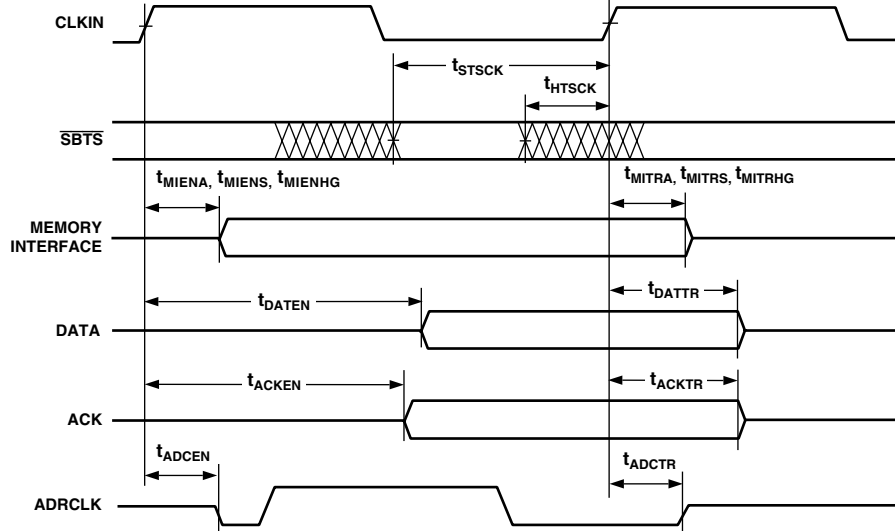 CLKIN
tSTSCK
tHTSCK
SBTS
tMIENA, tMIENS, tMIENHG
tMITRA, tMITRS, tMITRHG
MEMORY
INTERFACE
tDATEN
tDATTR
DATA
tACKEN
tACKTR
ACK
tADCEN
tADCTR
ADRCLK